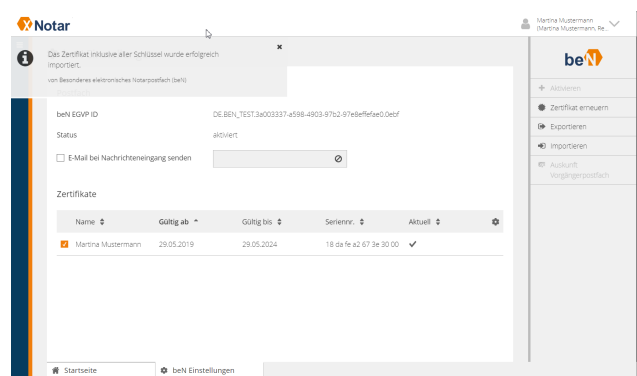 XNotar
Martina Mustermann
(Martina Mustermann, Re...
Das Zertifikat inklusive aller Schlüssel wurde erfolgreich
importiert.
von Besonderes elektronisches Notarpostfach (beN)
beN
Aktivieren
Zertifikat erneuern
Exportieren
Importieren
Auskunft
Vorgängerpostfach
beN EGVP ID DE.BEN_TEST.3a003337-a598-4903-97b2-97e8effefae0.0ebf
Status aktiviert
E-Mail bei Nachrichteneingang senden
Zertifikate
Name Gültig ab Gültig bis Seriennr. Aktuell
Martina Mustermann 29.05.2019 29.05.2024 18 da fe a2 67 3e 30 00
Startseite beN Einstellungen